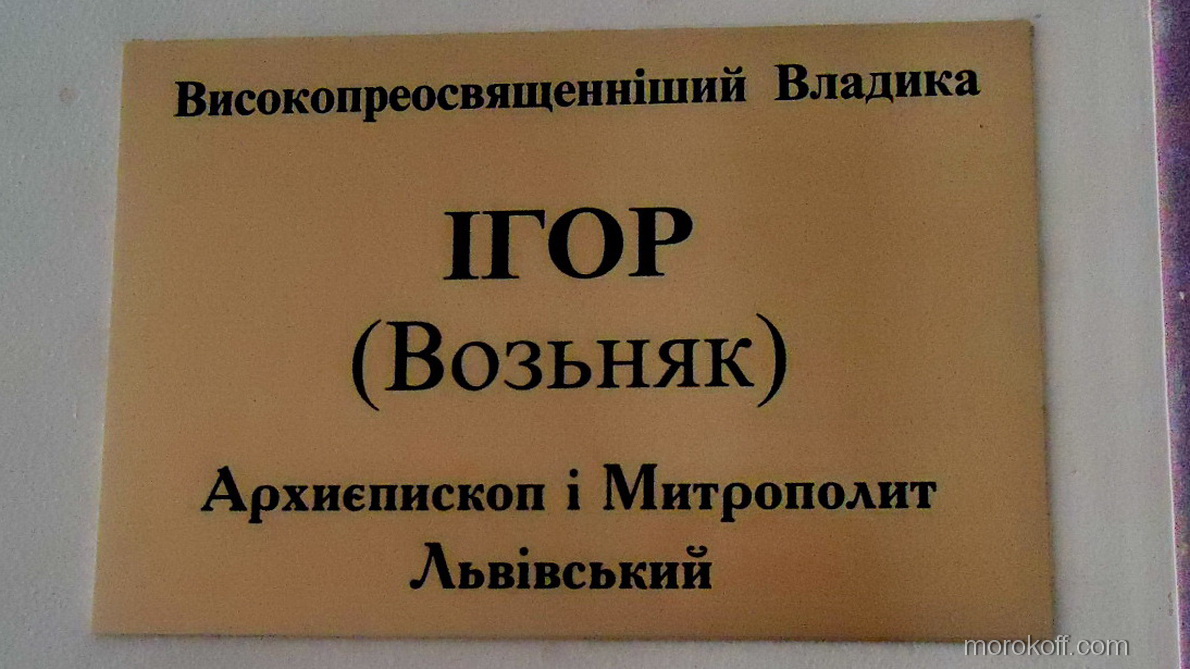 Високопреосвященніший Владика
ІГОР
(Возьняк)
Архиєпископ і Митрополит
Львівський
morokoff.com